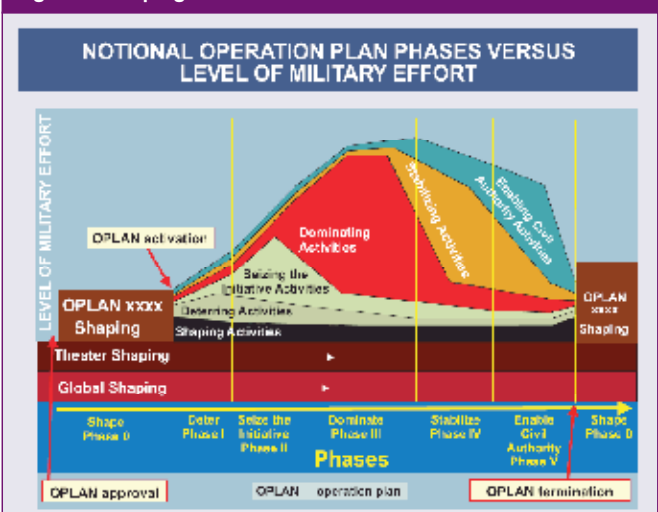 NOTIONAL OPERATION PLAN PHASES VERSUS
LEVEL OF MILITARY EFFORT
LEVEL OF MILITARY EFFORT
OPLAN activation
Enabling Civil
Authority Activities
Stabilizing Activities
Dominating
Activities
Seizing the
Initiative Activities
Deterring Activities
Shaping Activities
OPLAN xxxx
Shaping
OPLAN
xxxx
Shaping
Theater Shaping
Global Shaping
Shape
Phase 0
Deter
Phase I
Seize the
Initiative
Phase II
Dominate
Phase III
Stabilize
Phase IV
Enable
Civil
Authority
Phase V
Shape
Phase 0
Phases
OPLAN approval
OPLAN operation plan
OPLAN termination